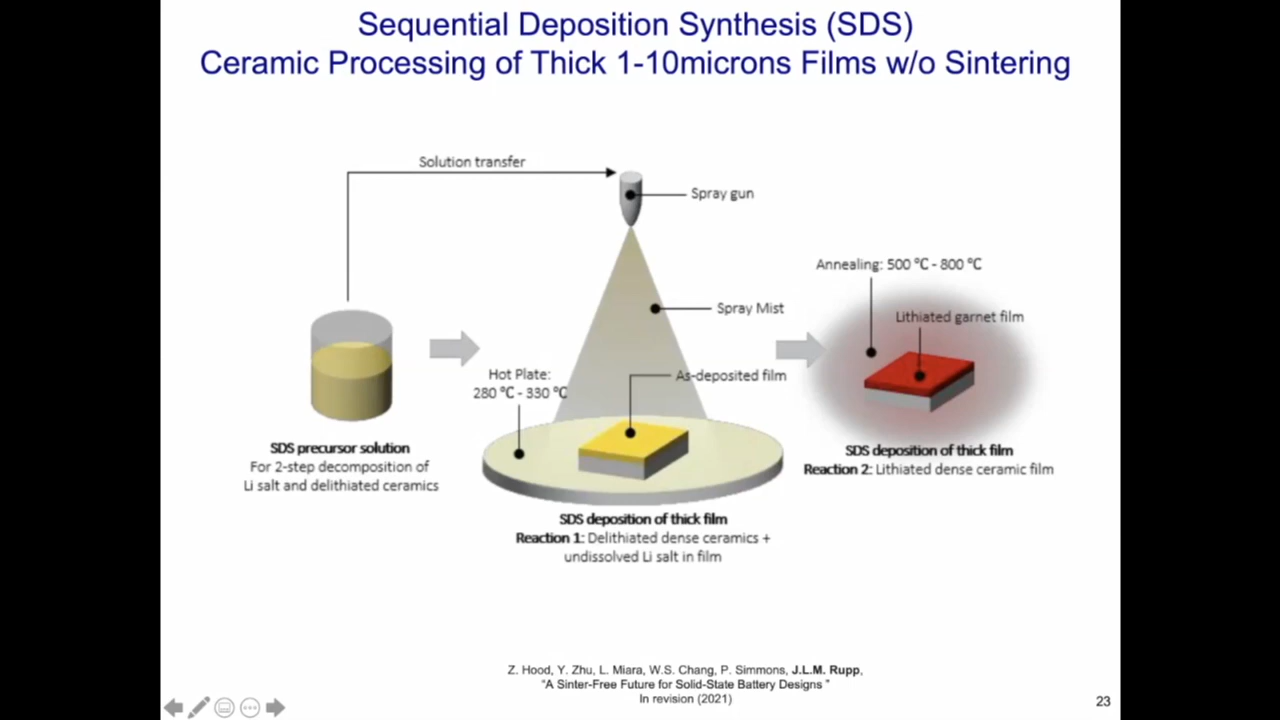 Sequential Deposition Synthesis (SDS)
Ceramic Processing of Thick 1-10microns Films w/o Sintering
Solution transfer
Spray gun
Annealing: 500 °C - 800 °C
Spray Mist
Lithiated garnet film
Hot Plate:
280 °C - 330 °C
As-deposited film
SDS precursor solution
For 2-step decomposition of
Li salt and delithiated ceramics
SDS deposition of thick film
Reaction 1: Delithiated dense ceramics +
undissolved Li salt in film
SDS deposition of thick film
Reaction 2: Lithiated dense ceramic film
Z. Hood, Y. Zhu, L. Miara, W.S. Chang, P. Simmons, J.L.M. Rupp,
“A Sinter-Free Future for Solid-State Battery Designs ”
In revision (2021)
23